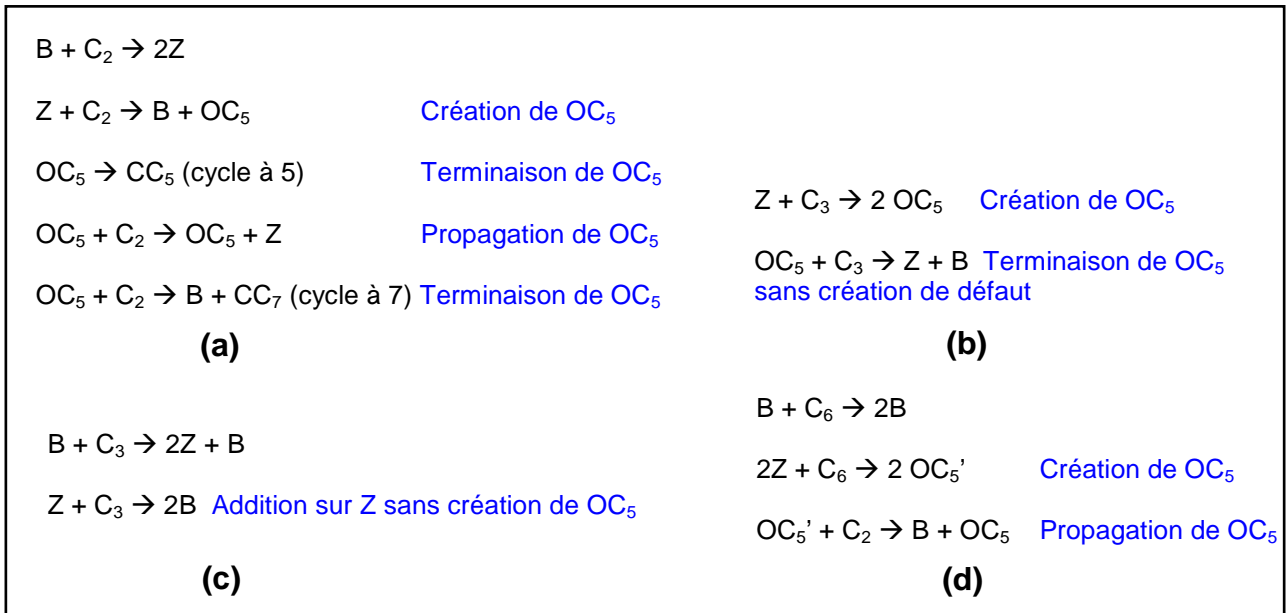 B + C₂ → 2Z
Z + C₂ → B + OC₅ Création de OC₅
OC₅ → CC₅ (cycle à 5) Terminaison de OC₅
OC₅ + C₂ → OC₅ + Z Propagation de OC₅
OC₅ + C₂ → B + CC₇ (cycle à 7) Terminaison de OC₅
(a)
Z + C₃ → 2 OC₅ Création de OC₅
OC₅ + C₃ → Z + B Terminaison de OC₅
sans création de défaut
(b)
B + C₃ → 2Z + B
Z + C₃ → 2B Addition sur Z sans création de OC₅
(c)
B + C₆ → 2B
2Z + C₆ → 2 OC₅’ Création de OC₅
OC₅’ + C₂ → B + OC₅ Propagation de OC₅
(d)